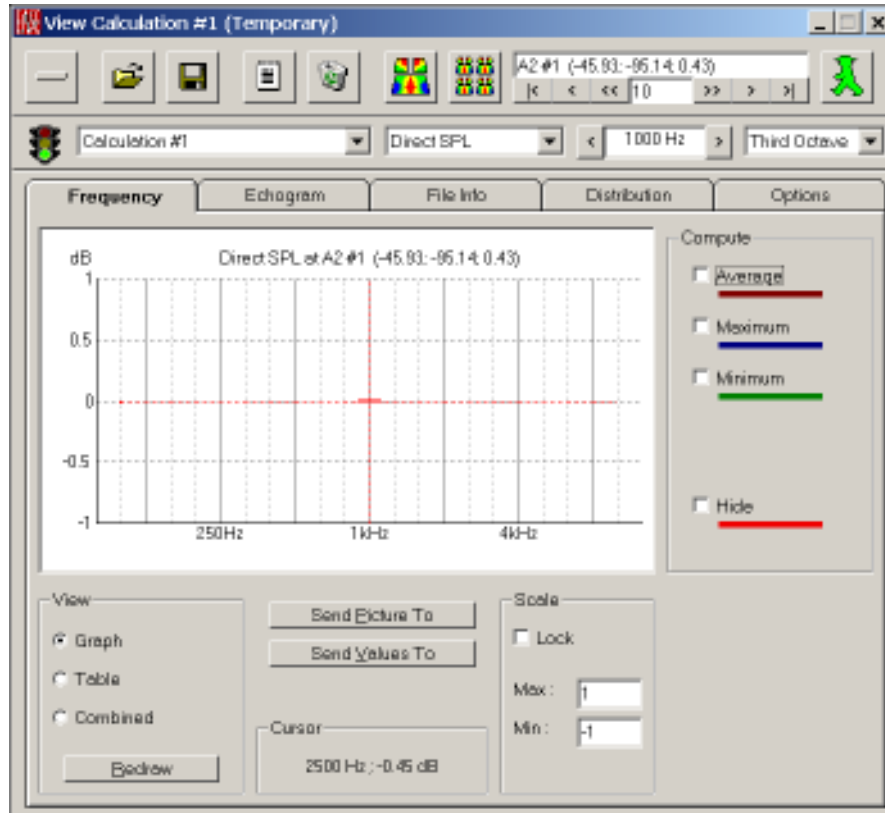 View Calculation #1 (Temporary)
A2 #1 (-45.93;-95.14; 0.43)
|< < << 10 >> > >|
Calculation #1 Direct SPL < 1000 Hz > Third Octave
Frequency Echogram File Info Distribution Options
dB Direct SPL at A2 #1 (-45.93;-95.14; 0.43)
1
0.5
0
-0.5
-1
250Hz 1kHz 4kHz
Compute
Average
Maximum
Minimum
Hide
View
Graph
Table
Combined
Redraw
Send Picture To
Send Values To
Cursor
2500 Hz ; -0.45 dB
Scale
Lock
Max : 1
Min : -1